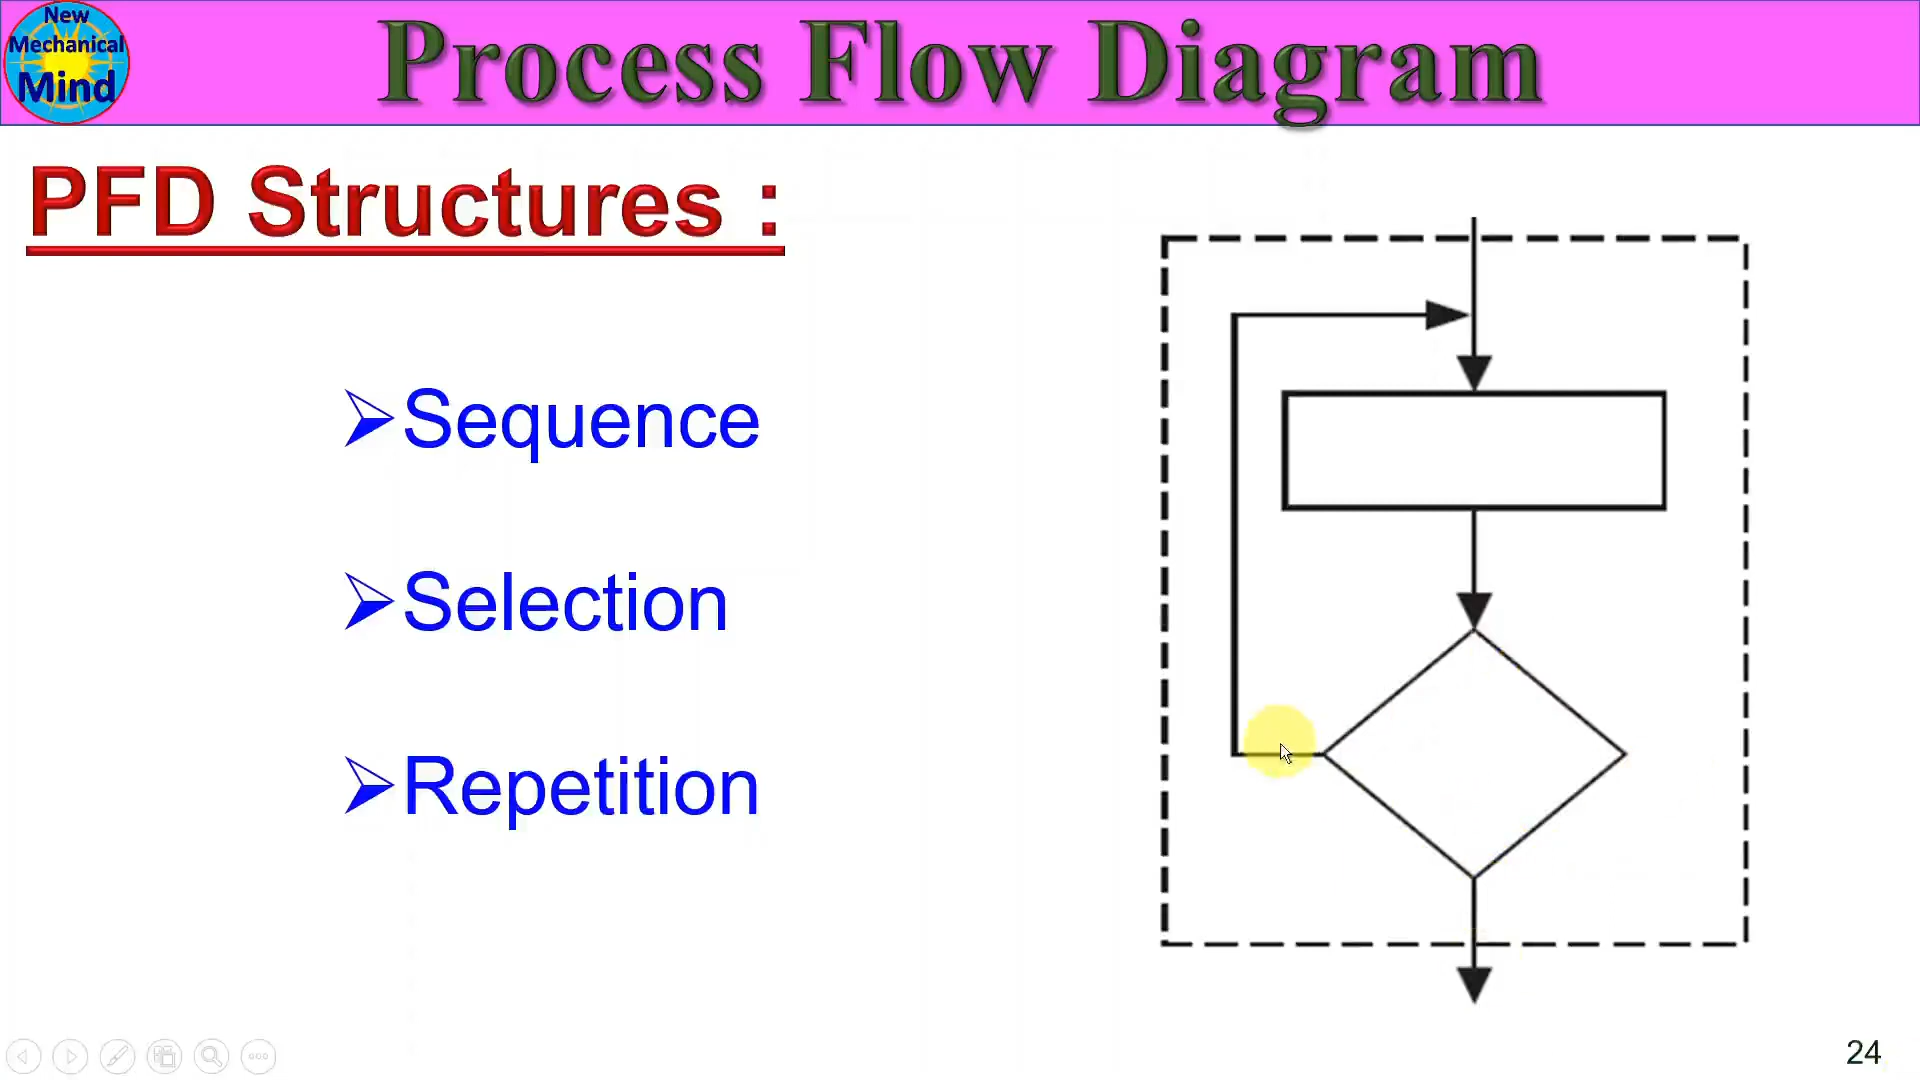 New
Mechanical
Mind
Process Flow Diagram
PFD Structures :
➢Sequence
➢Selection
➢Repetition
24